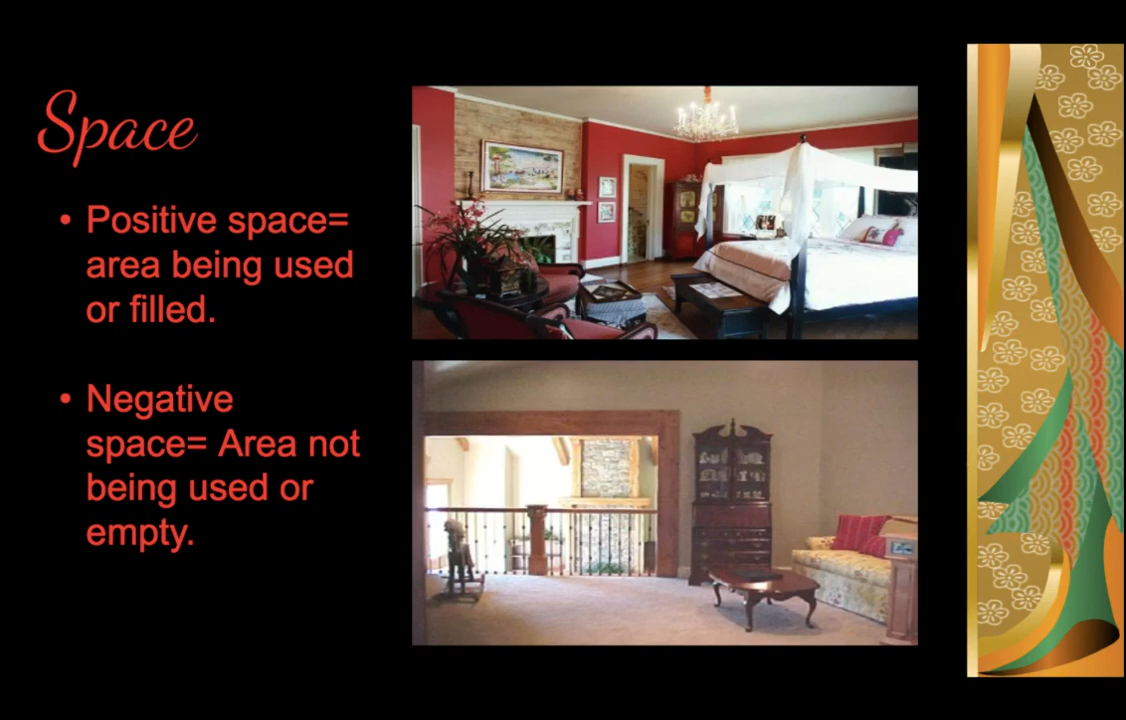 Space
• Positive space=
area being used
or filled.
• Negative
space= Area not
being used or
empty.